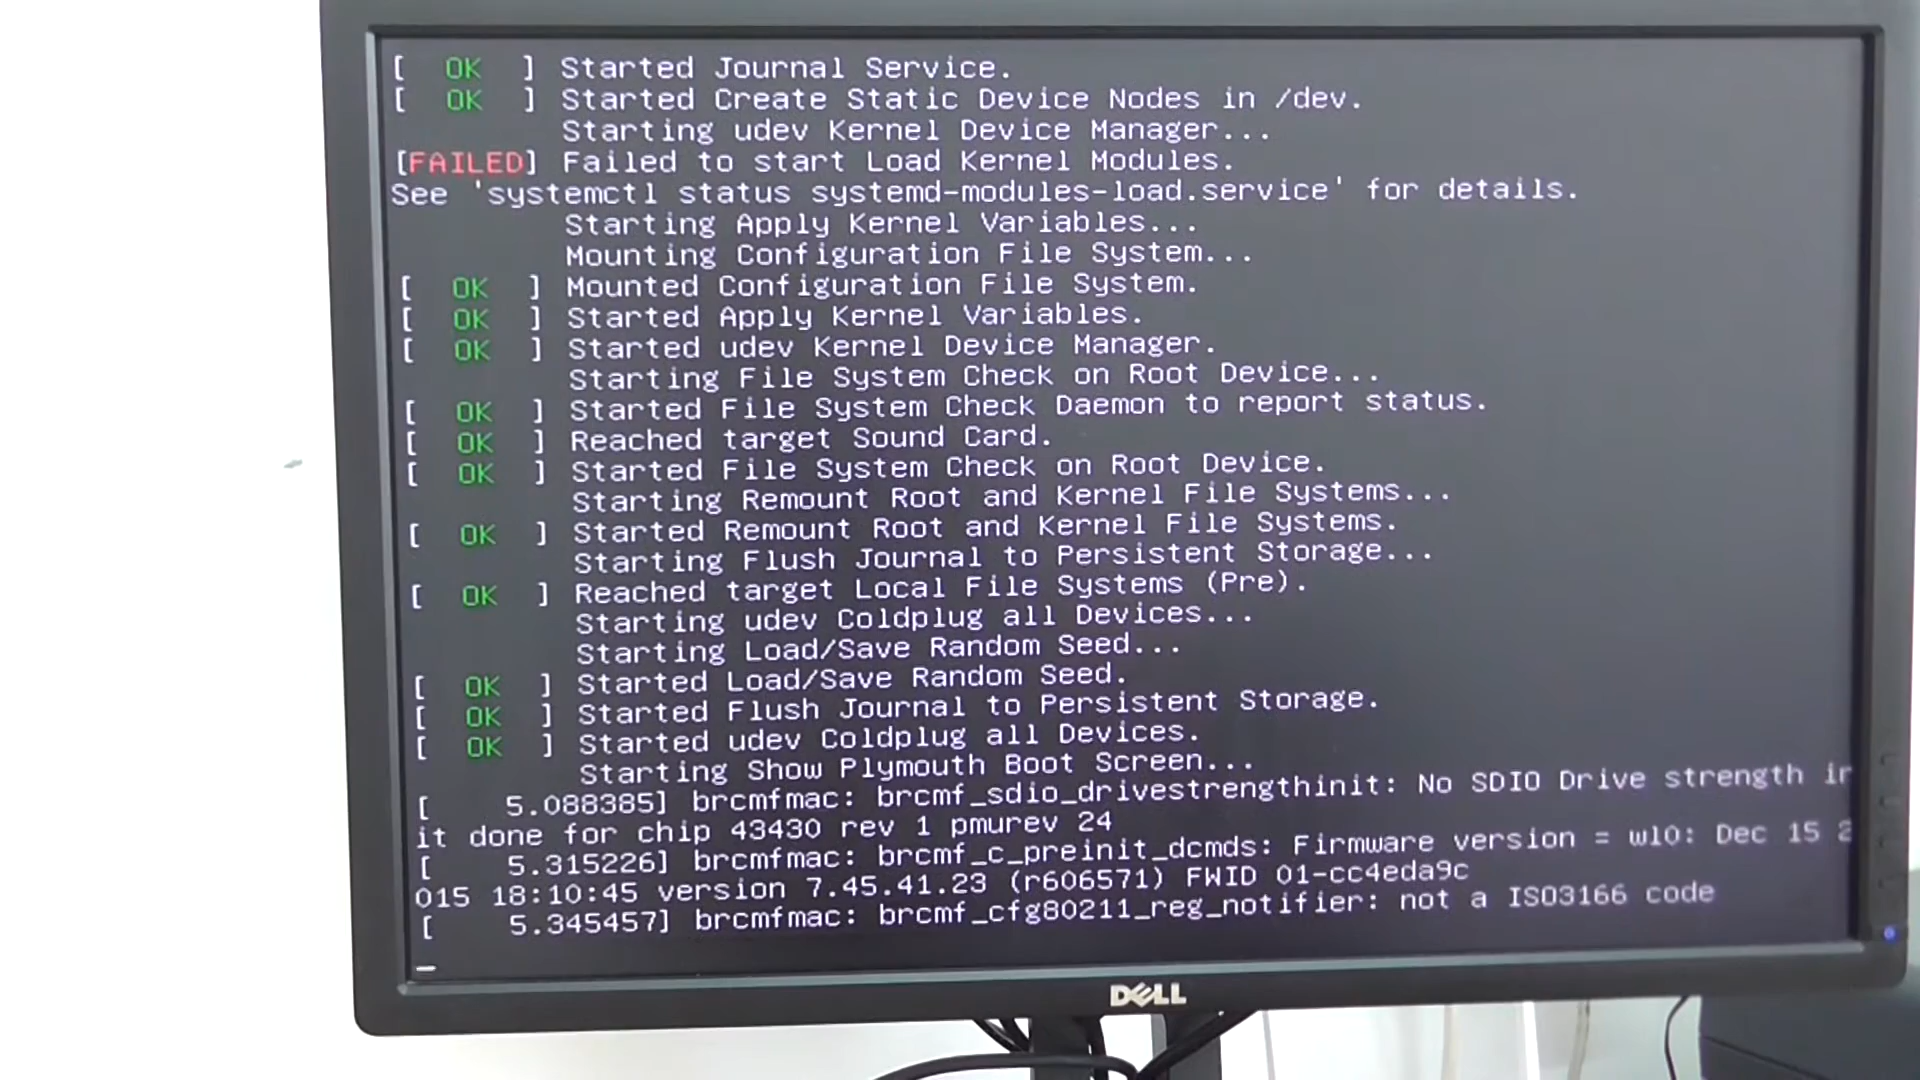 [ OK ] Started Journal Service.
[ OK ] Started Create Static Device Nodes in /dev.
Starting udev Kernel Device Manager...
[FAILED] Failed to start Load Kernel Modules.
See 'systemctl status systemd-modules-load.service' for details.
Starting Apply Kernel Variables...
Mounting Configuration File System...
[ OK ] Mounted Configuration File System.
[ OK ] Started Apply Kernel Variables.
[ OK ] Started udev Kernel Device Manager.
Starting File System Check on Root Device...
[ OK ] Started File System Check Daemon to report status.
[ OK ] Reached target Sound Card.
[ OK ] Started File System Check on Root Device.
Starting Remount Root and Kernel File Systems...
[ OK ] Started Remount Root and Kernel File Systems.
Starting Flush Journal to Persistent Storage...
[ OK ] Reached target Local File Systems (Pre).
Starting udev Coldplug all Devices...
Starting Load/Save Random Seed...
[ OK ] Started Load/Save Random Seed.
[ OK ] Started Flush Journal to Persistent Storage.
[ OK ] Started udev Coldplug all Devices.
Starting Show Plymouth Boot Screen...
[ 5.088385] brcmfmac: brcmf_sdio_drivestrengthinit: No SDIO Drive strength in
it done for chip 43430 rev 1 pmurev 24
[ 5.315226] brcmfmac: brcmf_c_preinit_dcmds: Firmware version = wl0: Dec 15 2
015 18:10:45 version 7.45.41.23 (r606571) FWID 01-cc4eda9c
[ 5.345457] brcmfmac: brcmf_cfg80211_reg_notifier: not a ISO3166 code
_
DELL